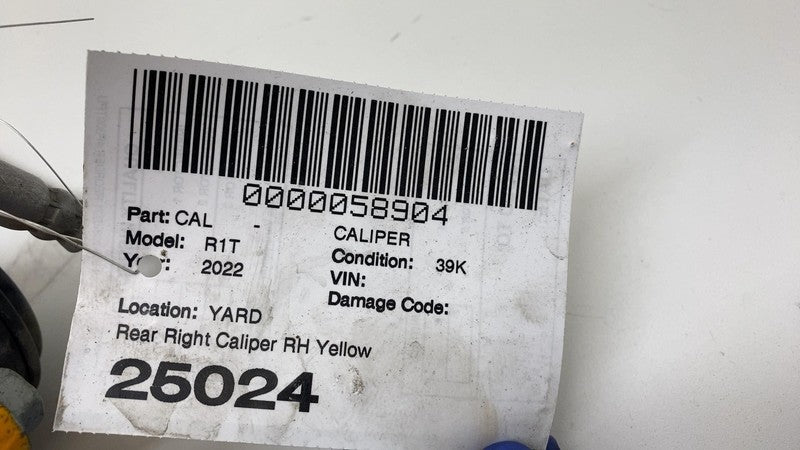 0000058904
Part: CAL - CALIPER
Model: R1T Condition: 39K
Year: 2022 VIN:
Damage Code:
Location: YARD
Rear Right Caliper RH Yellow
25024